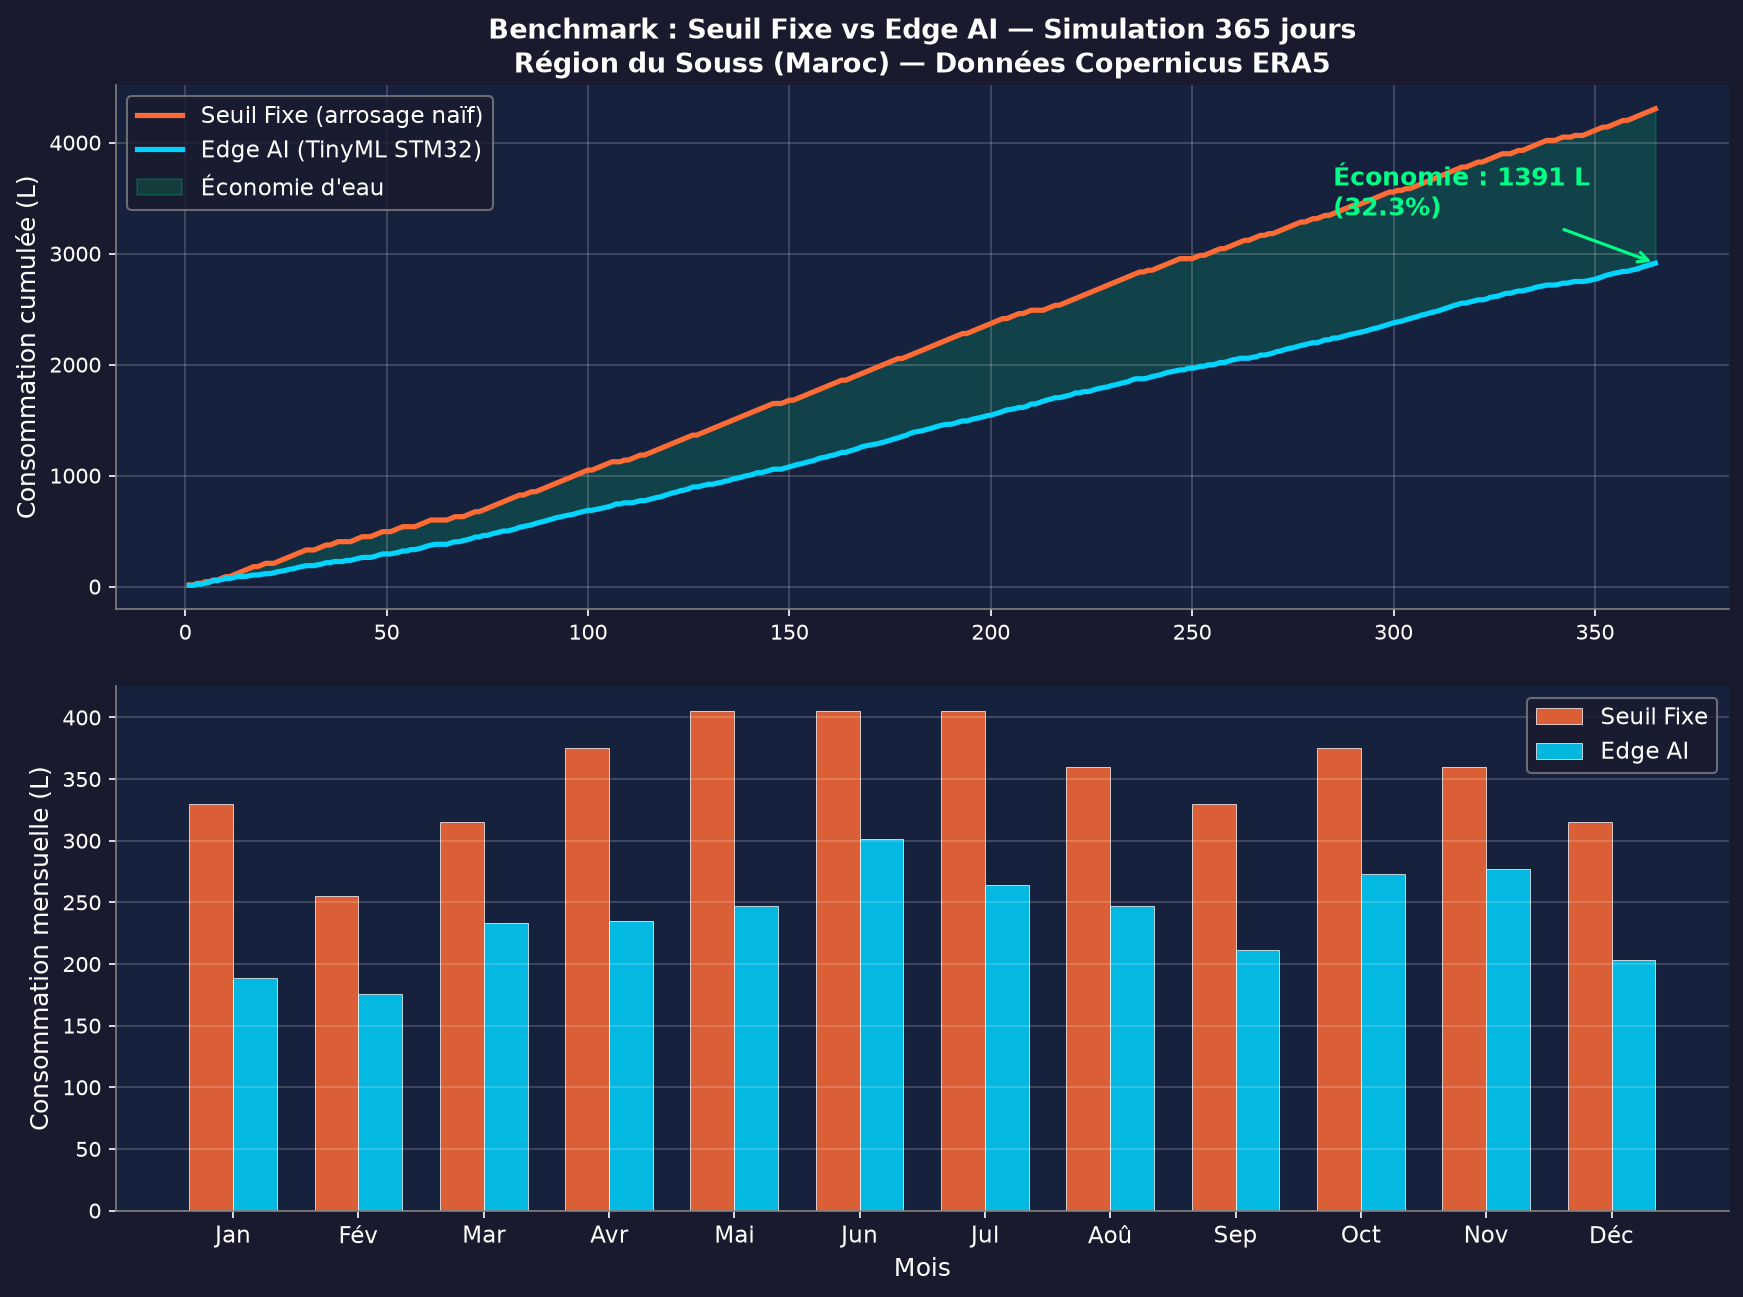 Benchmark : Seuil Fixe vs Edge AI — Simulation 365 jours
Région du Souss (Maroc) — Données Copernicus ERA5
Seuil Fixe (arrosage naïf)
Edge AI (TinyML STM32)
Économie d'eau
Économie : 1391 L
(32.3%)
Consommation cumulée (L)
4000
3000
2000
1000
0
0 50 100 150 200 250 300 350
Seuil Fixe
Edge AI
Consommation mensuelle (L)
400
350
300
250
200
150
100
50
0
Jan Fév Mar Avr Mai Jun Jul Aoû Sep Oct Nov Déc
Mois